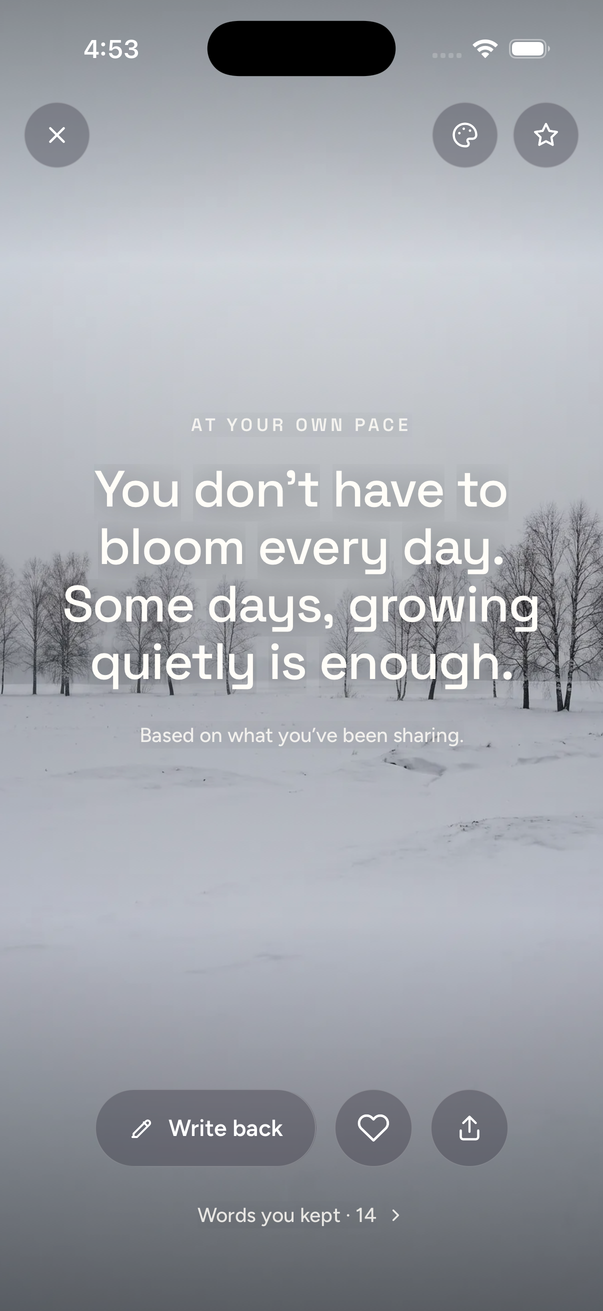 4:53
AT YOUR OWN PACE
You don’t have to
bloom every day.
Some days, growing
quietly is enough.
Based on what you’ve been sharing.
Write back
Words you kept · 14